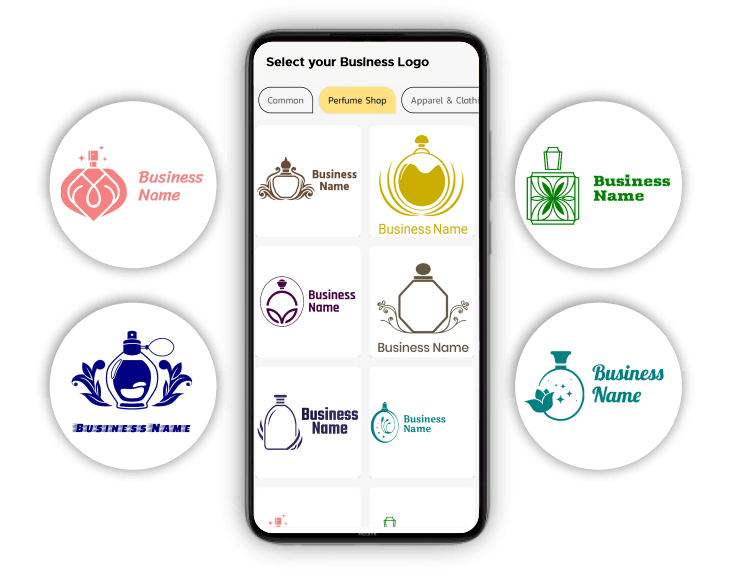 Select your Business Logo
Common
Perfume Shop
Apparel & Clothi
Business
Name
Business Name
Business
Name
Business Name
Business
Name
Business
Name
Business
Name
BUSINESS NAME
Business
Name
Business
Name